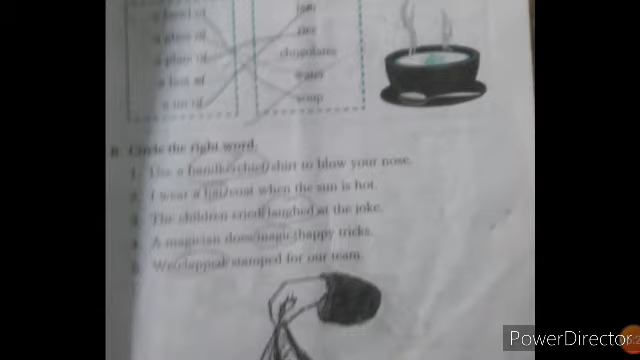 a bowl of jam
a glass of rice
a plate of chocolates
a box of water
a tin of soup
B. Circle the right word.
1. Use a handkerchief/shirt to blow your nose.
2. I wear a hat/coat when the sun is hot.
3. The children cried/laughed at the joke.
4. A magician does magic/happy tricks.
5. We clapped/stamped for our team.
PowerDirector